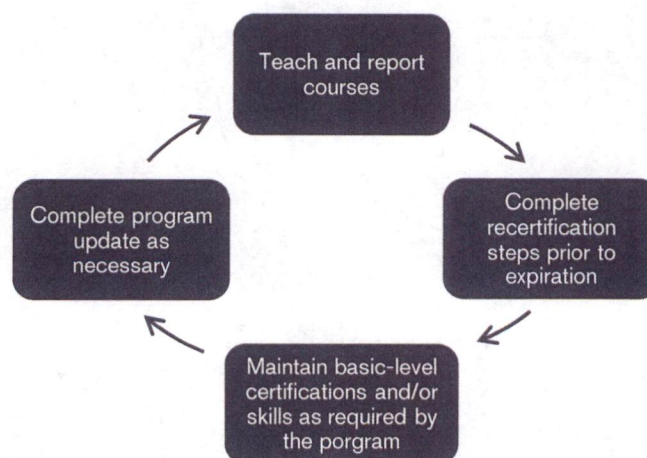 Teach and report
courses
Complete
recertification
steps prior to
expiration
Maintain basic-level
certifications and/or
skills as required by
the porgram
Complete program
update as
necessary